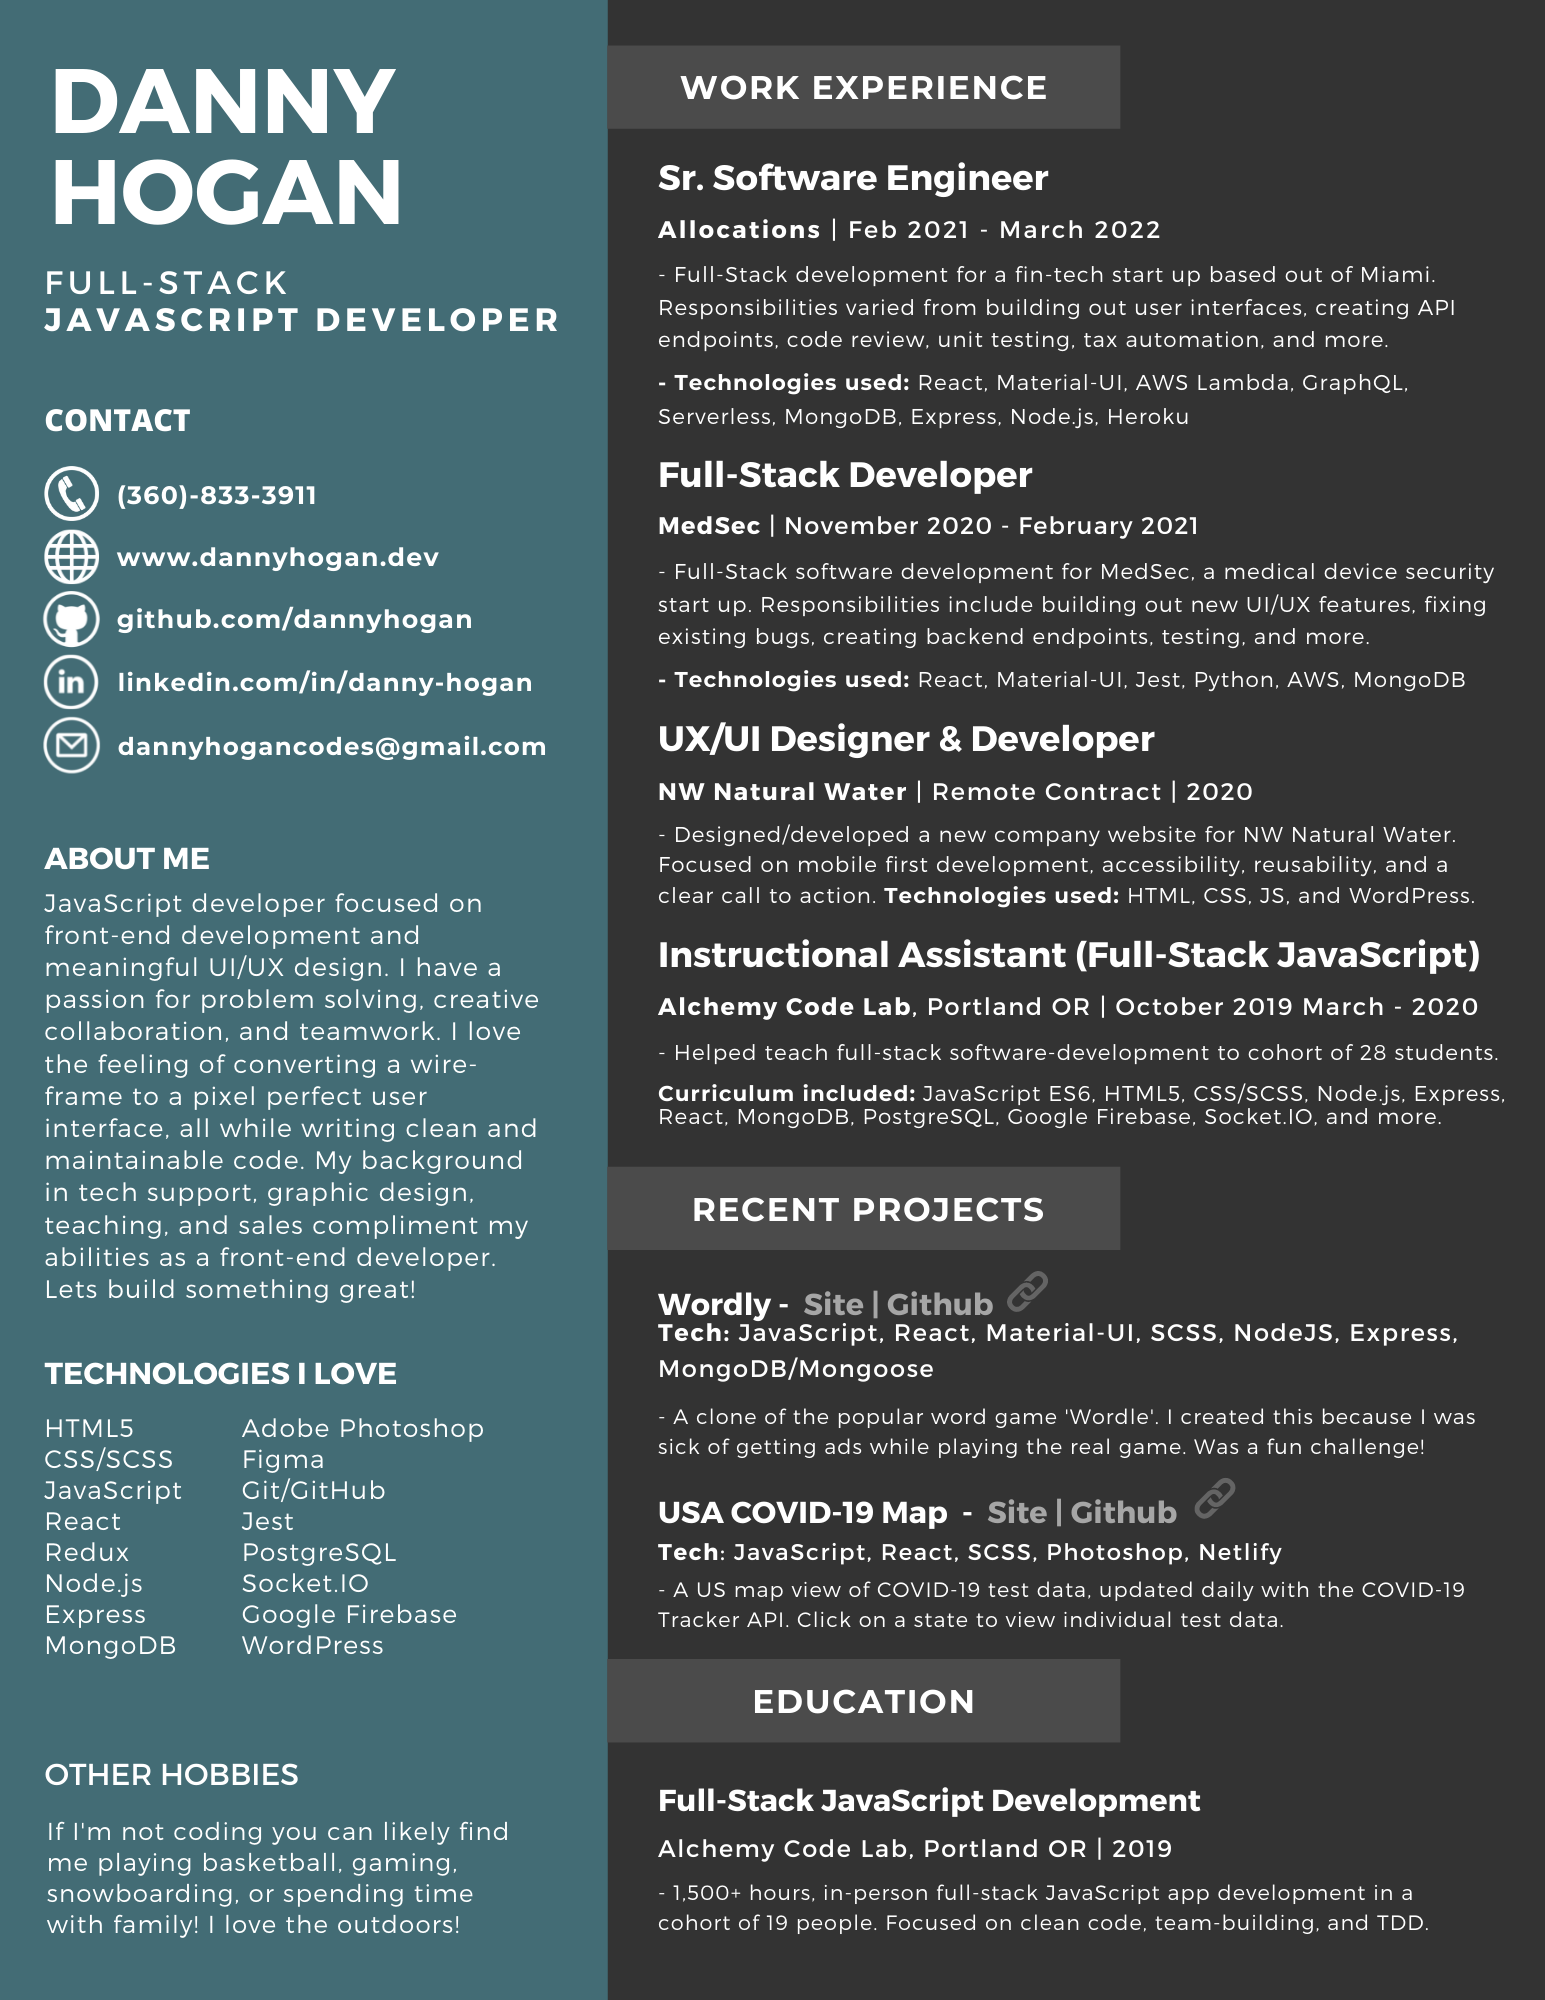 DANNY
HOGAN
FULL-STACK
JAVASCRIPT DEVELOPER
CONTACT
(360)-833-3911
www.dannyhogan.dev
github.com/dannyhogan
linkedin.com/in/danny-hogan
dannyhogancodes@gmail.com
ABOUT ME
JavaScript developer focused on
front-end development and
meaningful UI/UX design. I have a
passion for problem solving, creative
collaboration, and teamwork. I love
the feeling of converting a wire-
frame to a pixel perfect user
interface, all while writing clean and
maintainable code. My background
in tech support, graphic design,
teaching, and sales compliment my
abilities as a front-end developer.
Lets build something great!
TECHNOLOGIES I LOVE
HTML5
CSS/SCSS
JavaScript
React
Redux
Node.js
Express
MongoDB
Adobe Photoshop
Figma
Git/GitHub
Jest
PostgreSQL
Socket.IO
Google Firebase
WordPress
OTHER HOBBIES
If I'm not coding you can likely find
me playing basketball, gaming,
snowboarding, or spending time
with family! I love the outdoors!
WORK EXPERIENCE
Sr. Software Engineer
Allocations | Feb 2021 - March 2022
- Full-Stack development for a fin-tech start up based out of Miami.
Responsibilities varied from building out user interfaces, creating API
endpoints, code review, unit testing, tax automation, and more.
- Technologies used: React, Material-UI, AWS Lambda, GraphQL,
Serverless, MongoDB, Express, Node.js, Heroku
Full-Stack Developer
MedSec | November 2020 - February 2021
- Full-Stack software development for MedSec, a medical device security
start up. Responsibilities include building out new UI/UX features, fixing
existing bugs, creating backend endpoints, testing, and more.
- Technologies used: React, Material-UI, Jest, Python, AWS, MongoDB
UX/UI Designer & Developer
NW Natural Water | Remote Contract | 2020
- Designed/developed a new company website for NW Natural Water.
Focused on mobile first development, accessibility, reusability, and a
clear call to action. Technologies used: HTML, CSS, JS, and WordPress.
Instructional Assistant (Full-Stack JavaScript)
Alchemy Code Lab, Portland OR | October 2019 March - 2020
- Helped teach full-stack software-development to cohort of 28 students.
Curriculum included: JavaScript ES6, HTML5, CSS/SCSS, Node.js, Express,
React, MongoDB, PostgreSQL, Google Firebase, Socket.IO, and more.
RECENT PROJECTS
Wordly - Site | Github
Tech: JavaScript, React, Material-UI, SCSS, NodeJS, Express,
MongoDB/Mongoose
- A clone of the popular word game 'Wordle'. I created this because I was
sick of getting ads while playing the real game. Was a fun challenge!
USA COVID-19 Map - Site | Github
Tech: JavaScript, React, SCSS, Photoshop, Netlify
- A US map view of COVID-19 test data, updated daily with the COVID-19
Tracker API. Click on a state to view individual test data.
EDUCATION
Full-Stack JavaScript Development
Alchemy Code Lab, Portland OR | 2019
- 1,500+ hours, in-person full-stack JavaScript app development in a
cohort of 19 people. Focused on clean code, team-building, and TDD.